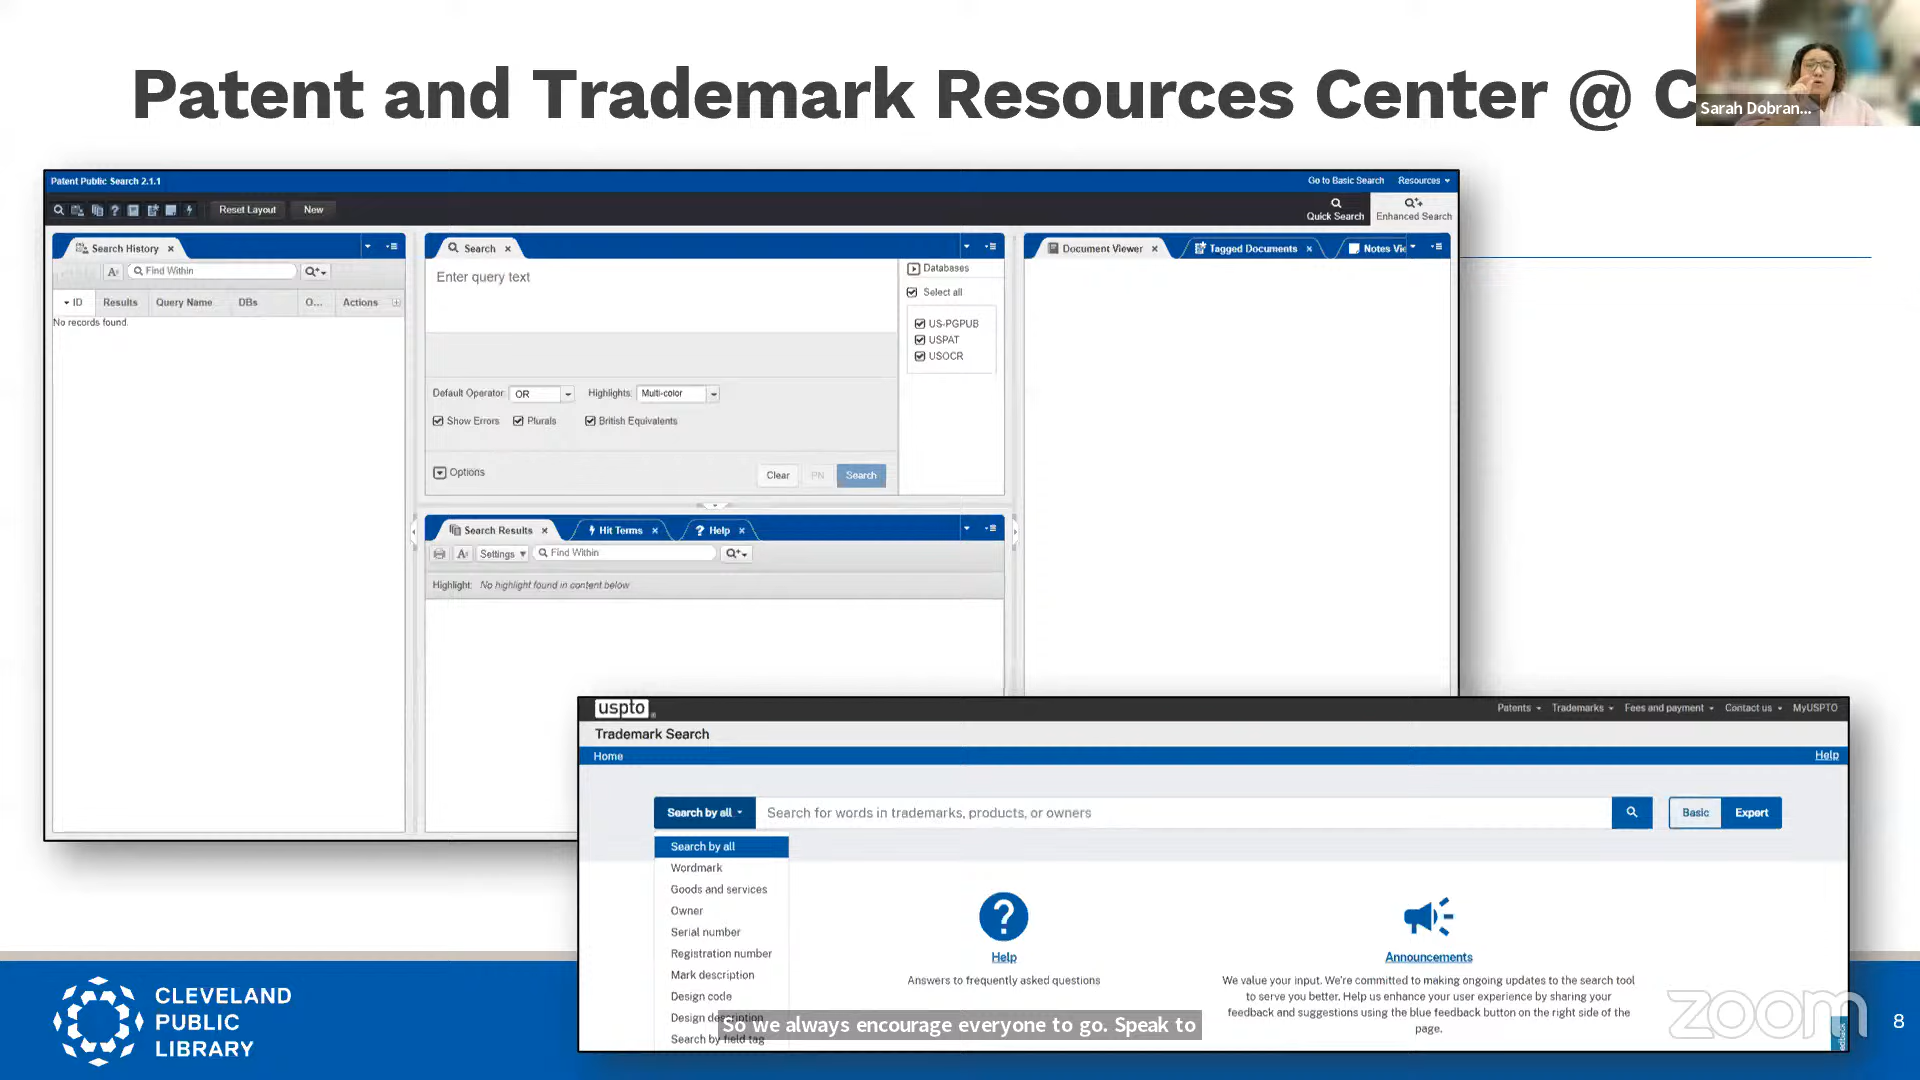 Patent and Trademark Resources Center @ C
Sarah Dobran...
Patent Public Search 2.1.1
Go to Basic Search Resources
Reset Layout New
Quick Search Enhanced Search
Search History
Find Within
ID Results Query Name DBs O... Actions
No records found.
Search
Enter query text
Databases
Select all
US-PGPUB
USPAT
USOCR
Default Operator: OR Highlights: Multi-color
Show Errors Plurals British Equivalents
Options
Clear PN Search
Document Viewer Tagged Documents Notes Vie
Search Results Hit Terms Help
Settings Find Within
Highlight: No highlight found in content below
uspto
Patents Trademarks Fees and payment Contact us MyUSPTO
Trademark Search
Home Help
Search by all Search for words in trademarks, products, or owners Basic Expert
Search by all
Wordmark
Goods and services
Owner
Serial number
Registration number
Mark description
Design code
Design description
Search by field tag
Help
Answers to frequently asked questions
Announcements
We value your input. We're committed to making ongoing updates to the search tool
to serve you better. Help us enhance your user experience by sharing your
feedback and suggestions using the blue feedback button on the right side of the
page.
So we always encourage everyone to go. Speak to
CLEVELAND
PUBLIC
LIBRARY
zoom
8